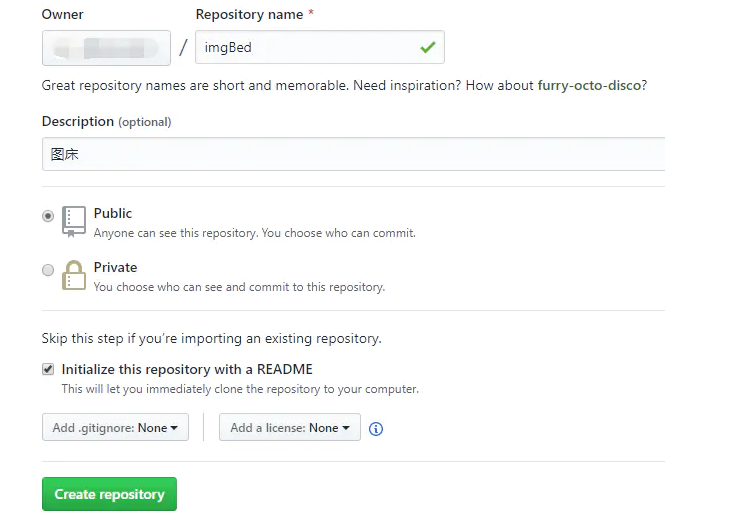 Owner Repository name *
/ imgBed
Great repository names are short and memorable. Need inspiration? How about furry-octo-disco?
Description (optional)
图床
Public
Anyone can see this repository. You choose who can commit.
Private
You choose who can see and commit to this repository.
Skip this step if you're importing an existing repository.
Initialize this repository with a README
This will let you immediately clone the repository to your computer.
Add .gitignore: None Add a license: None
Create repository